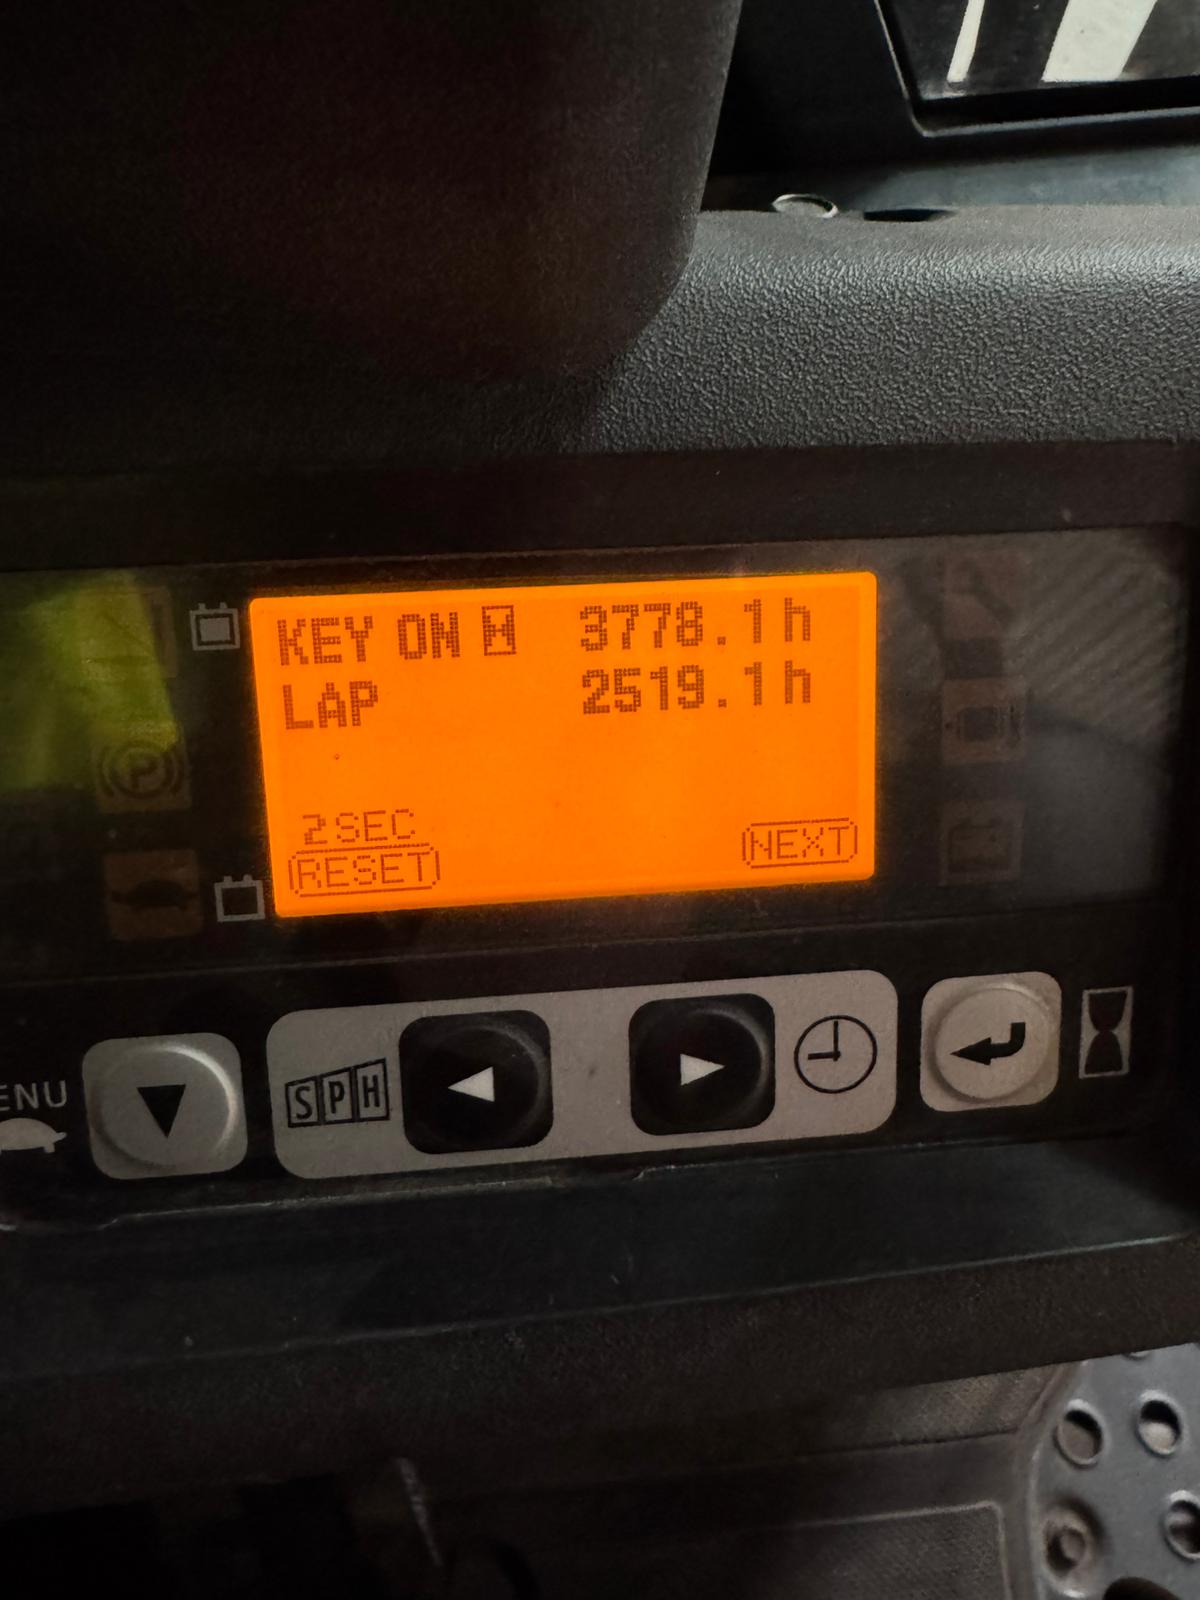 KEY ON H 3778.1h
LAP 2519.1h
2SEC
RESET NEXT
ENU
SPH